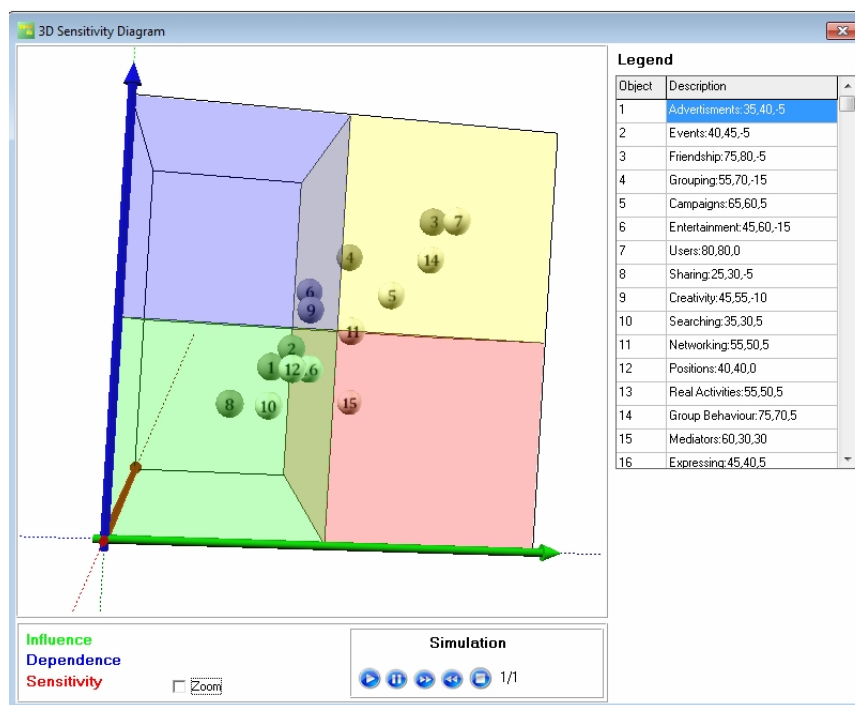 3D Sensitivity Diagram
Legend
Object Description
1 Advertisments:35,40,-5
2 Events:40,45,-5
3 Friendship:75,80,-5
4 Grouping:55,70,-15
5 Campaigns:65,60,5
6 Entertainment:45,60,-15
7 Users:80,80,0
8 Sharing:25,30,-5
9 Creativity:45,55,-10
10 Searching:35,30,5
11 Networking:55,50,5
12 Positions:40,40,0
13 Real Activities:55,50,5
14 Group Behaviour:75,70,5
15 Mediators:60,30,30
16 Expressing:45,40,5
3 7
4 14
6 5
9
11
2
1 12 6
8 10 15
Influence
Dependence
Sensitivity
Zoom
Simulation
1/1